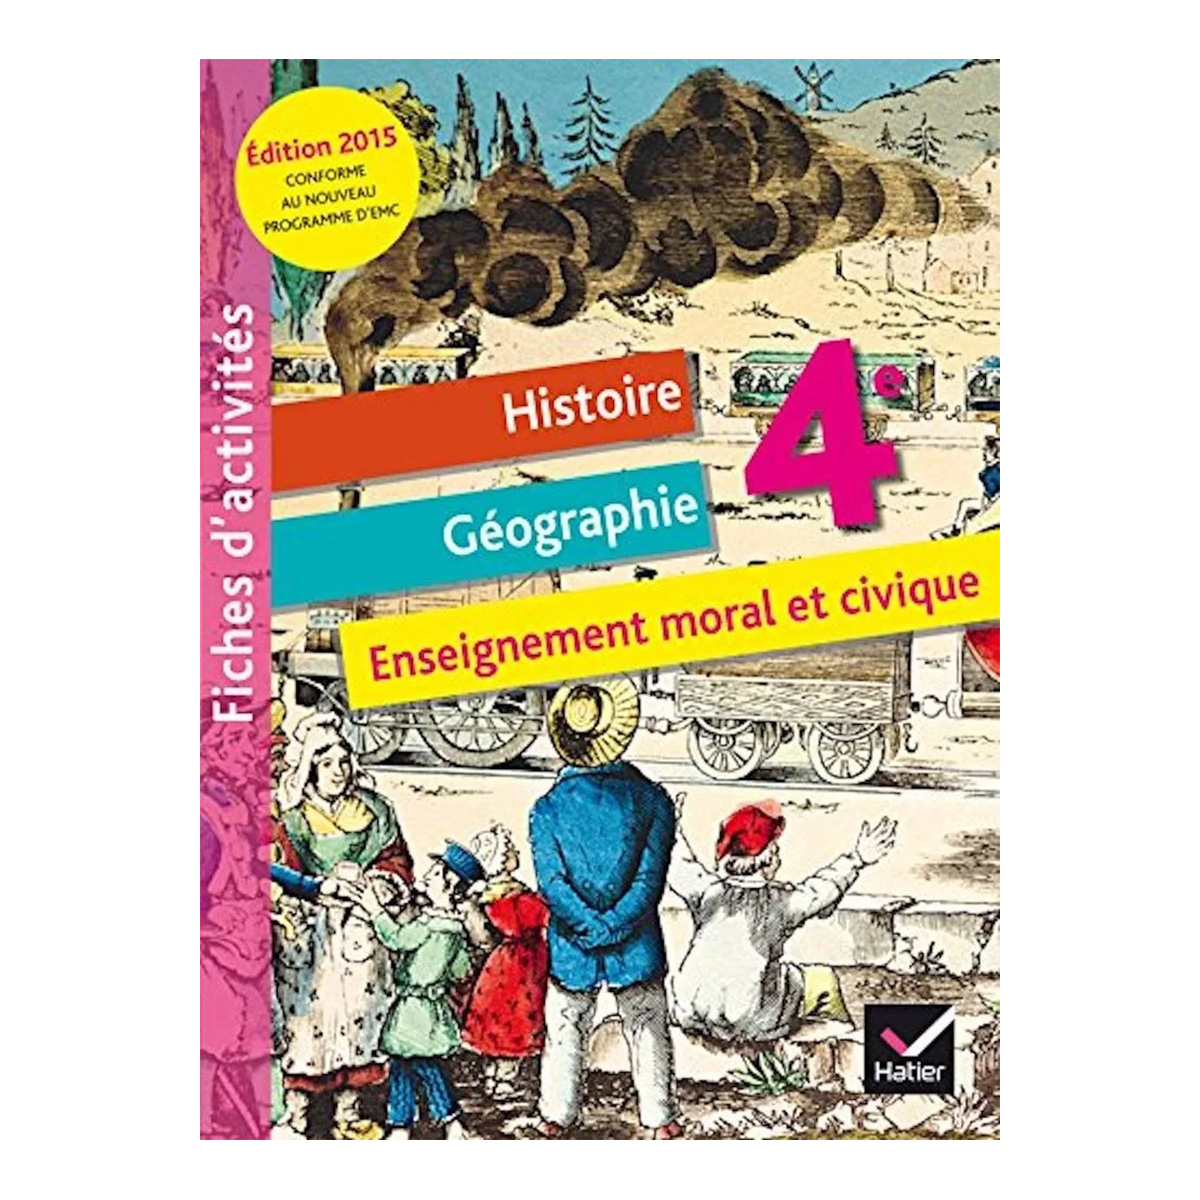 Édition 2015
CONFORME
AU NOUVEAU
PROGRAMME D'EMC
Fiches d'activités
Histoire
4e
Géographie
Enseignement moral et civique
Hatier